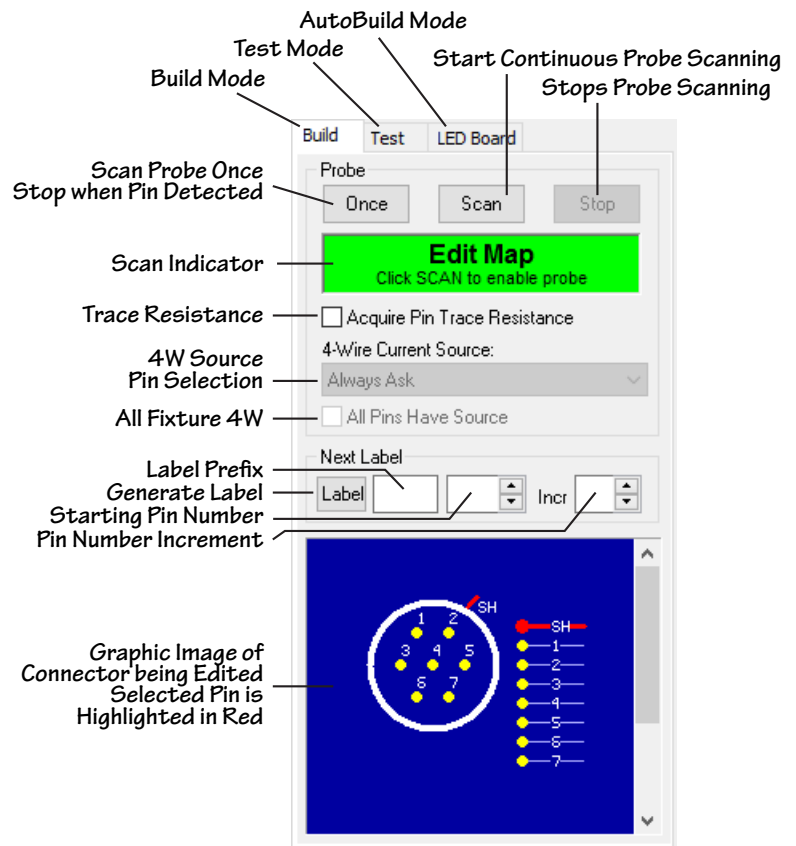 AutoBuild Mode
Test Mode
Start Continuous Probe Scanning
Build Mode
Stops Probe Scanning
Build
Test
LED Board
Scan Probe Once
Stop when Pin Detected
Probe
Once
Scan
Stop
Scan Indicator
Edit Map
Click SCAN to enable probe
Trace Resistance
Acquire Pin Trace Resistance
4W Source
Pin Selection
4-Wire Current Source:
Always Ask
All Fixture 4W
All Pins Have Source
Next Label
Label Prefix
Generate Label
Starting Pin Number
Pin Number Increment
Label
Incr
Graphic Image of
Connector being Edited
Selected Pin is
Highlighted in Red
SH
1 2
3 4 5
6 7
SH
1
2
3
4
5
6
7